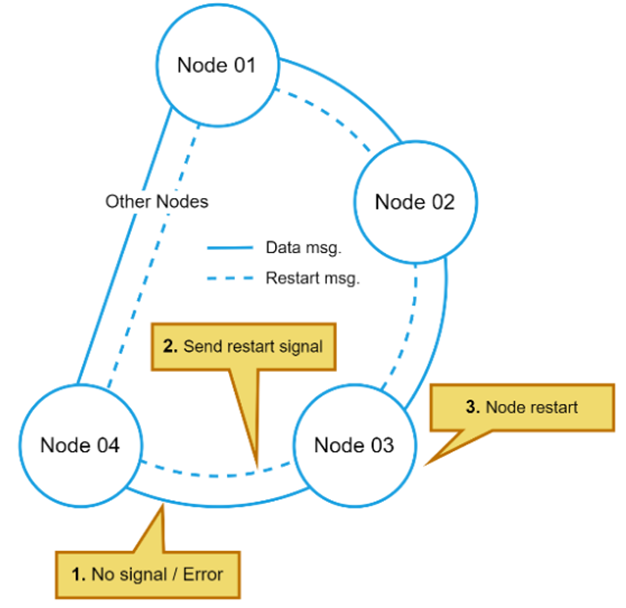 Node 01
Node 02
Other Nodes
Data msg.
Restart msg.
2. Send restart signal
3. Node restart
Node 04
Node 03
1. No signal / Error